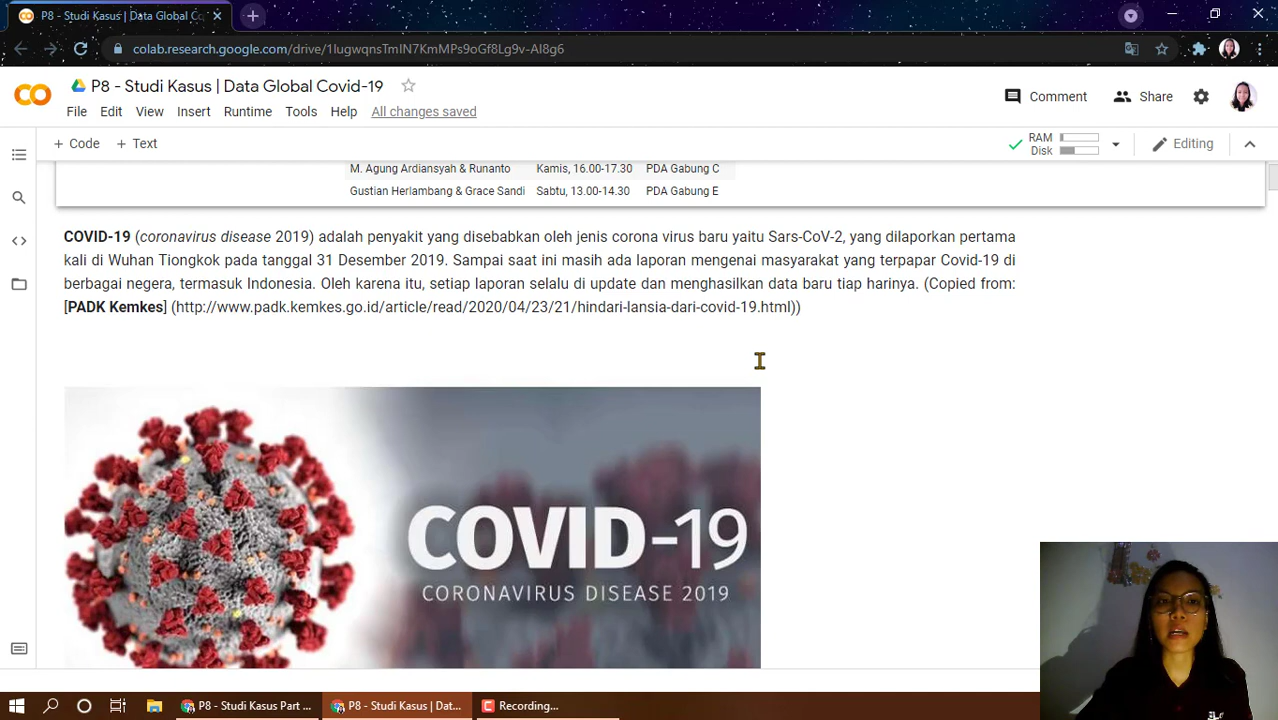 P8 - Studi Kasus | Data Global Co
colab.research.google.com/drive/1lugwqnsTmIN7KmMPs9oGf8Lg9v-AI8g6
P8 - Studi Kasus | Data Global Covid-19
Comment
Share
File Edit View Insert Runtime Tools Help All changes saved
+ Code + Text
RAM
Disk
Editing
M. Agung Ardiansyah & Runanto Kamis, 16.00-17.30 PDA Gabung C
Gustian Herlambang & Grace Sandi Sabtu, 13.00-14.30 PDA Gabung E
COVID-19 (coronavirus disease 2019) adalah penyakit yang disebabkan oleh jenis corona virus baru yaitu Sars-CoV-2, yang dilaporkan pertama
kali di Wuhan Tiongkok pada tanggal 31 Desember 2019. Sampai saat ini masih ada laporan mengenai masyarakat yang terpapar Covid-19 di
berbagai negera, termasuk Indonesia. Oleh karena itu, setiap laporan selalu di update dan menghasilkan data baru tiap harinya. (Copied from:
[PADK Kemkes] (http://www.padk.kemkes.go.id/article/read/2020/04/23/21/hindari-lansia-dari-covid-19.html))
COVID-19
CORONAVIRUS DISEASE 2019
P8 - Studi Kasus Part ...
P8 - Studi Kasus | Dat...
Recording...